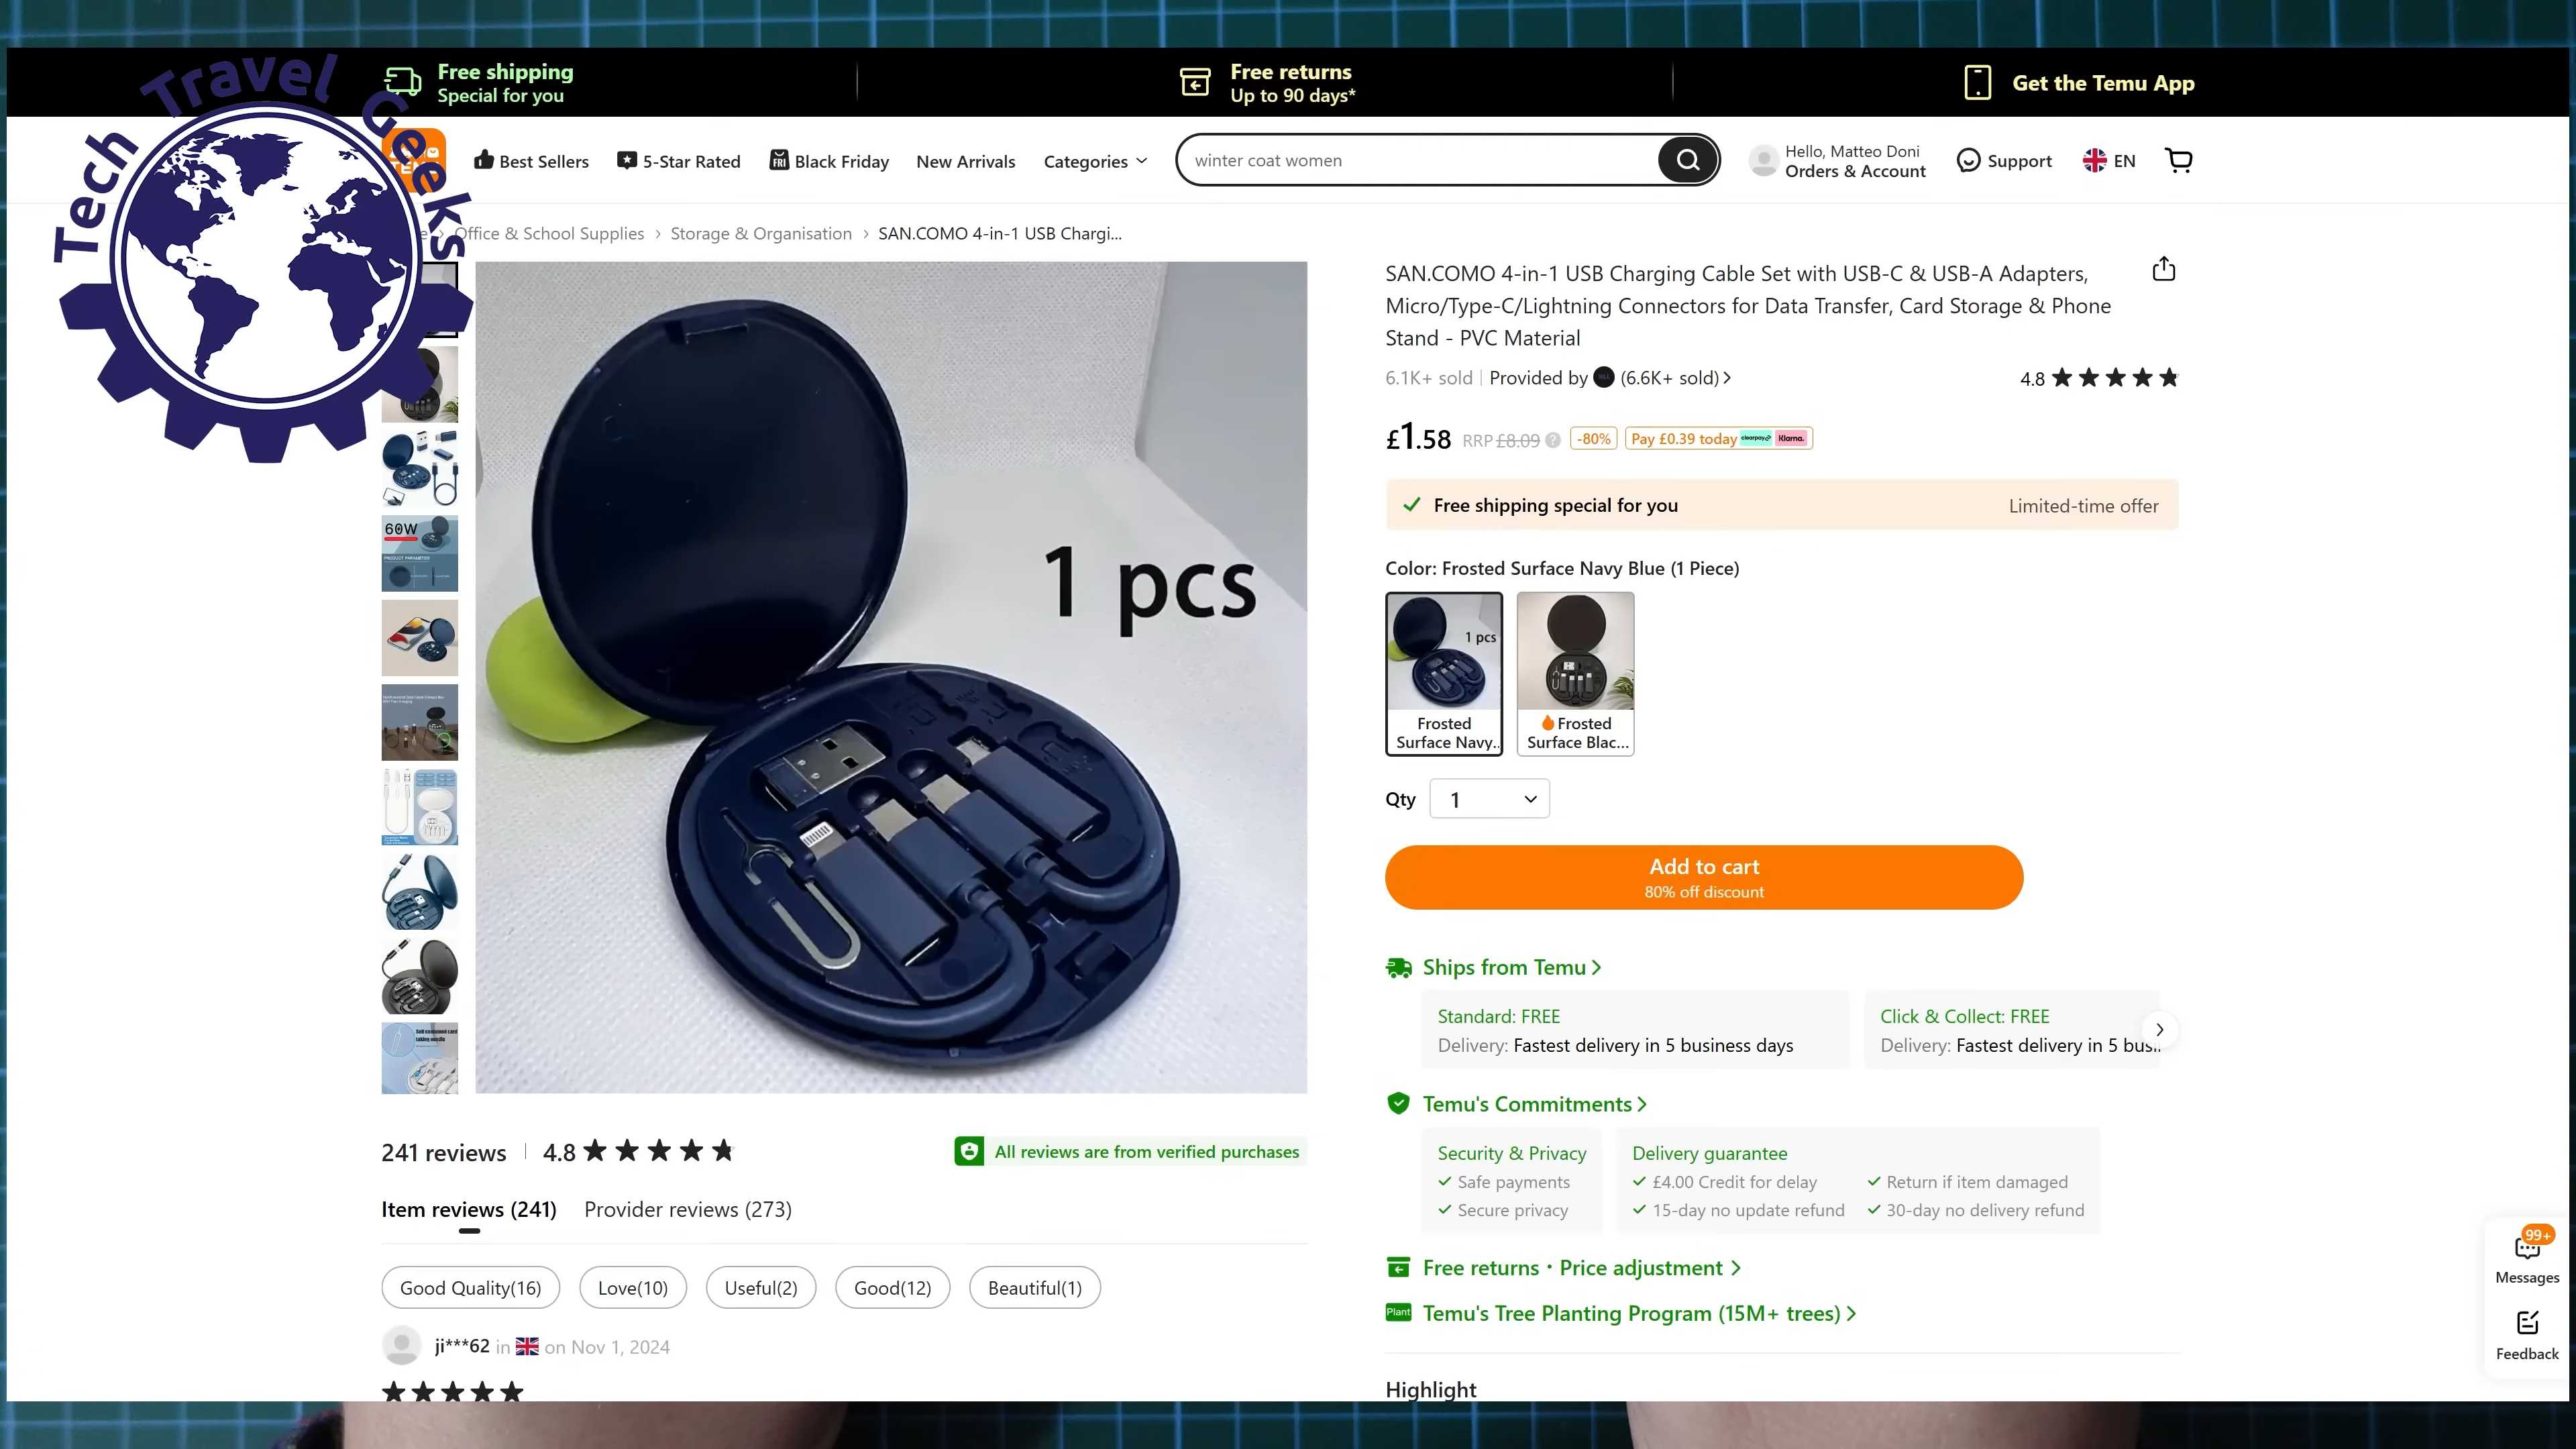 Tech Travel Geeks
Free shipping
Special for you
Free returns
Up to 90 days*
Get the Temu App
Best Sellers
5-Star Rated
FRI
Black Friday
New Arrivals
Categories
winter coat women
Hello, Matteo Doni
Orders & Account
Support
EN
Office & School Supplies › Storage & Organisation › SAN.COMO 4-in-1 USB Chargi...
60W
PRODUCT PARAMETER
1 pcs
SAN.COMO 4-in-1 USB Charging Cable Set with USB-C & USB-A Adapters,
Micro/Type-C/Lightning Connectors for Data Transfer, Card Storage & Phone
Stand - PVC Material
6.1K+ sold | Provided by (6.6K+ sold)
4.8
£1.58 RRP £8.09 ? -80% Pay £0.39 today clearpay Klarna.
Free shipping special for you
Limited-time offer
Color: Frosted Surface Navy Blue (1 Piece)
1 pcs
Frosted
Surface Navy..
Frosted
Surface Blac...
Qty 1
Add to cart
80% off discount
Ships from Temu
Standard: FREE
Delivery: Fastest delivery in 5 business days
Click & Collect: FREE
Delivery: Fastest delivery in 5 busi..
Temu's Commitments
Security & Privacy
Safe payments
Secure privacy
Delivery guarantee
£4.00 Credit for delay
Return if item damaged
15-day no update refund
30-day no delivery refund
Free returns • Price adjustment
Plant
Temu's Tree Planting Program (15M+ trees)
Highlight
241 reviews | 4.8
All reviews are from verified purchases
Item reviews (241)
Provider reviews (273)
Good Quality(16)
Love(10)
Useful(2)
Good(12)
Beautiful(1)
ji***62 in on Nov 1, 2024
99+
Messages
Feedback